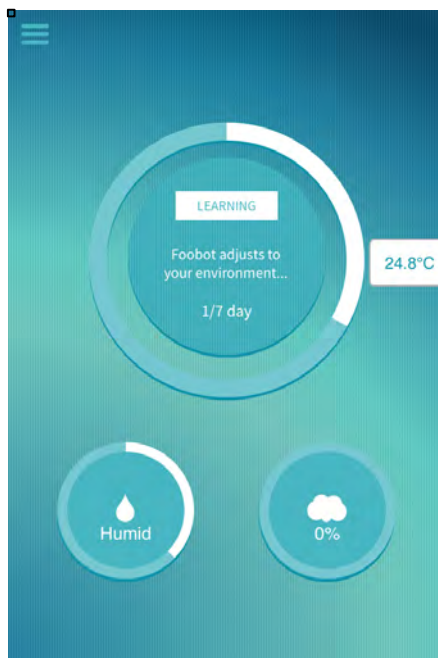 LEARNING
Foobot adjusts to
your environment...
1/7 day
24.8°C
Humid
0%